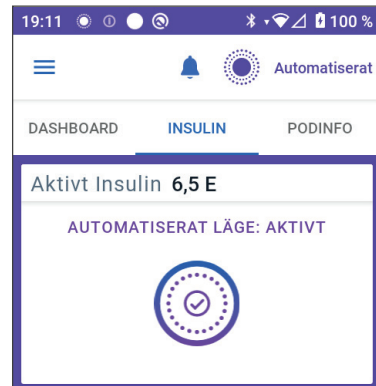 19:11 100 %
Automatiserat
DASHBOARD INSULIN PODINFO
Aktivt Insulin 6,5 E
AUTOMATISERAT LÄGE: AKTIVT